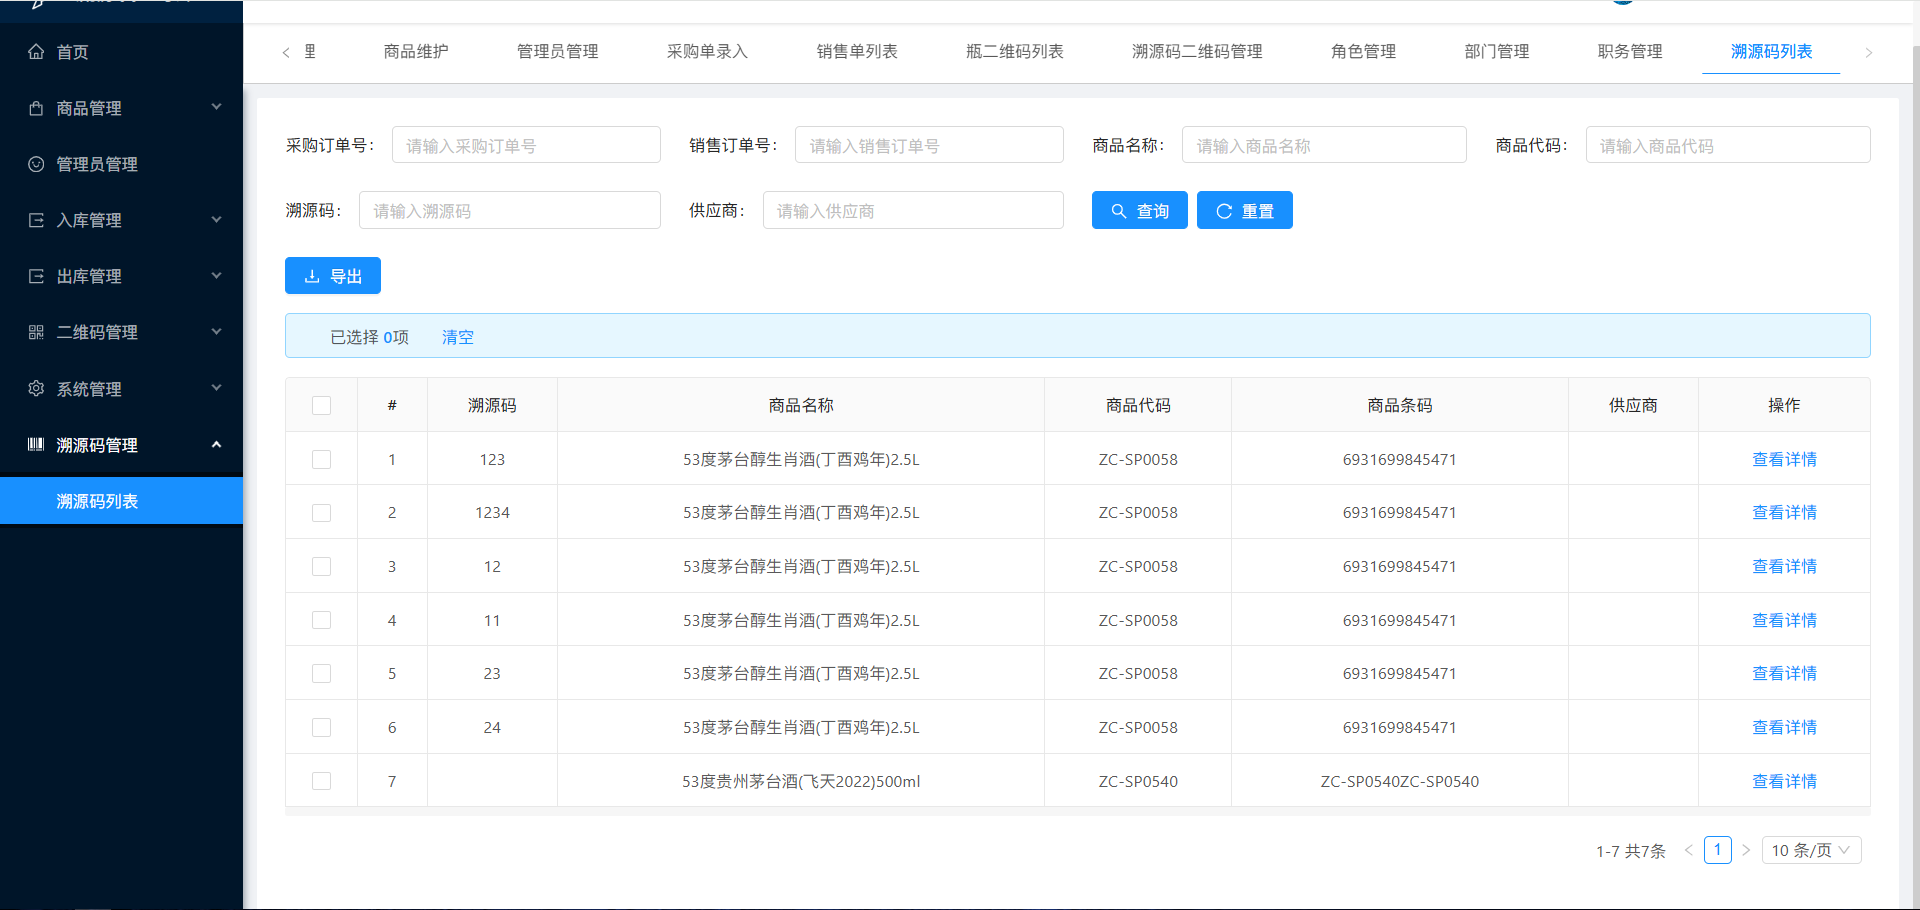 首页
商品管理
管理员管理
入库管理
出库管理
二维码管理
系统管理
溯源码管理
溯源码列表
商品维护 管理员管理 采购单录入 销售单列表 瓶二维码列表 溯源码二维码管理 角色管理 部门管理 职务管理 溯源码列表
采购订单号: 请输入采购订单号 销售订单号: 请输入销售订单号 商品名称: 请输入商品名称 商品代码: 请输入商品代码
溯源码: 请输入溯源码 供应商: 请输入供应商 查询 重置
导出
已选择 0项 清空
# 溯源码 商品名称 商品代码 商品条码 供应商 操作
1 123 53度茅台醇生肖酒(丁酉鸡年)2.5L ZC-SP0058 6931699845471 查看详情
2 1234 53度茅台醇生肖酒(丁酉鸡年)2.5L ZC-SP0058 6931699845471 查看详情
3 12 53度茅台醇生肖酒(丁酉鸡年)2.5L ZC-SP0058 6931699845471 查看详情
4 11 53度茅台醇生肖酒(丁酉鸡年)2.5L ZC-SP0058 6931699845471 查看详情
5 23 53度茅台醇生肖酒(丁酉鸡年)2.5L ZC-SP0058 6931699845471 查看详情
6 24 53度茅台醇生肖酒(丁酉鸡年)2.5L ZC-SP0058 6931699845471 查看详情
7 53度贵州茅台酒(飞天2022)500ml ZC-SP0540 ZC-SP0540ZC-SP0540 查看详情
1-7 共7条 < 1 > 10 条/页